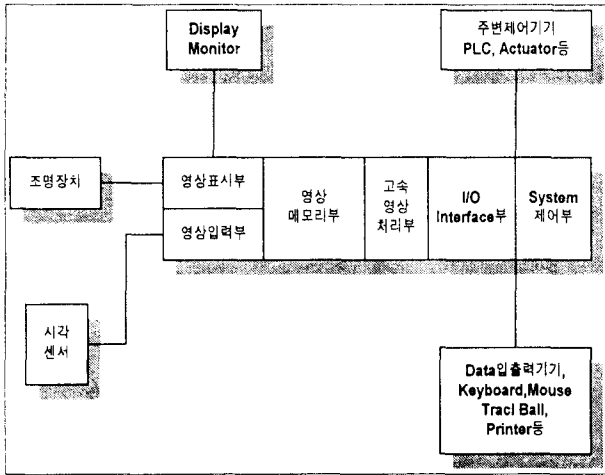 Display
Monitor
주변제어기기
PLC, Actuator등
조명장치
영상표시부
영상입력부
영상
메모리부
고속
영상
처리부
I/O
Interface부
System
제어부
시각
센서
Data입출력기기,
Keyboard,Mouse
Tracl Ball,
Printer등